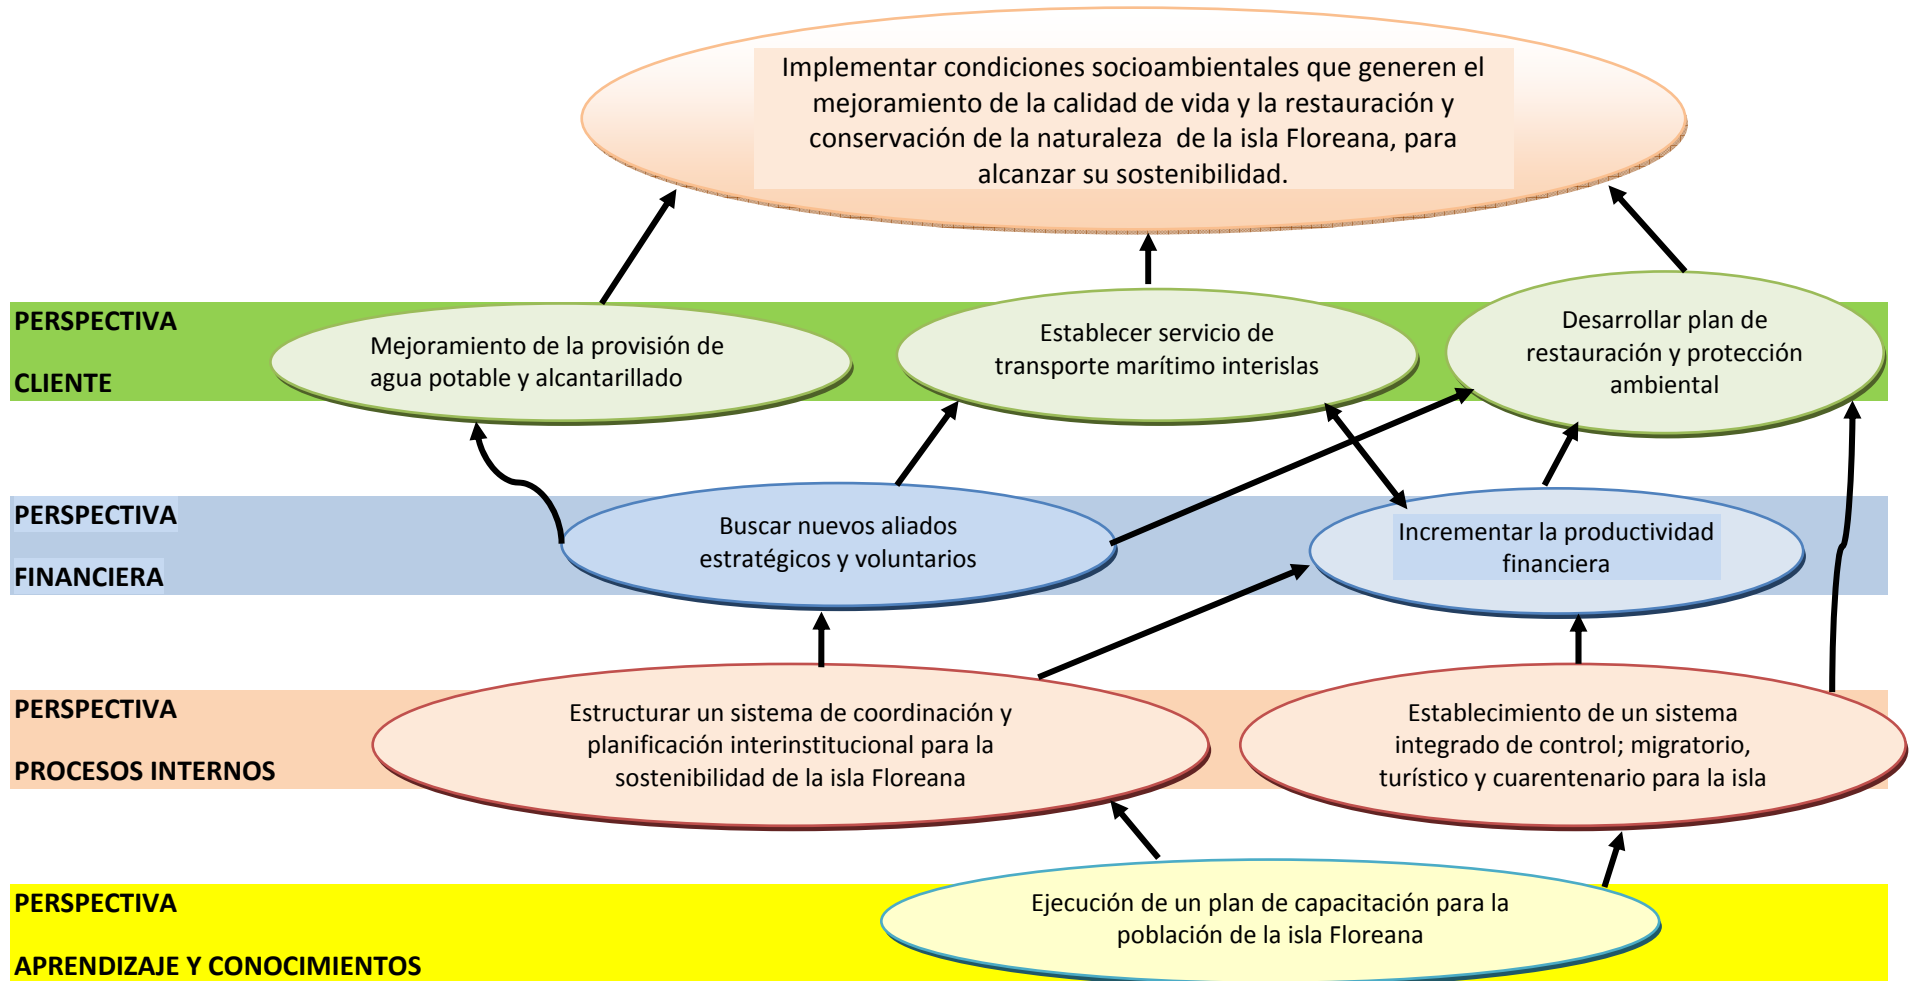 Implementar condiciones socioambientales que generen el
mejoramiento de la calidad de vida y la restauración y
conservación de la naturaleza  de la isla Floreana, para
alcanzar su sostenibilidad.
PERSPECTIVA
CLIENTE
Mejoramiento de la provisión de
agua potable y alcantarillado
Establecer servicio de
transporte marítimo interislas
Desarrollar plan de
restauración y protección
ambiental
PERSPECTIVA
FINANCIERA
Buscar nuevos aliados
estratégicos y voluntarios
Incrementar la productividad
financiera
PERSPECTIVA
PROCESOS INTERNOS
Estructurar un sistema de coordinación y
planificación interinstitucional para la
sostenibilidad de la isla Floreana
Establecimiento de un sistema
integrado de control; migratorio,
turístico y cuarentenario para la isla
PERSPECTIVA
APRENDIZAJE Y CONOCIMIENTOS
Ejecución de un plan de capacitación para la
población de la isla Floreana